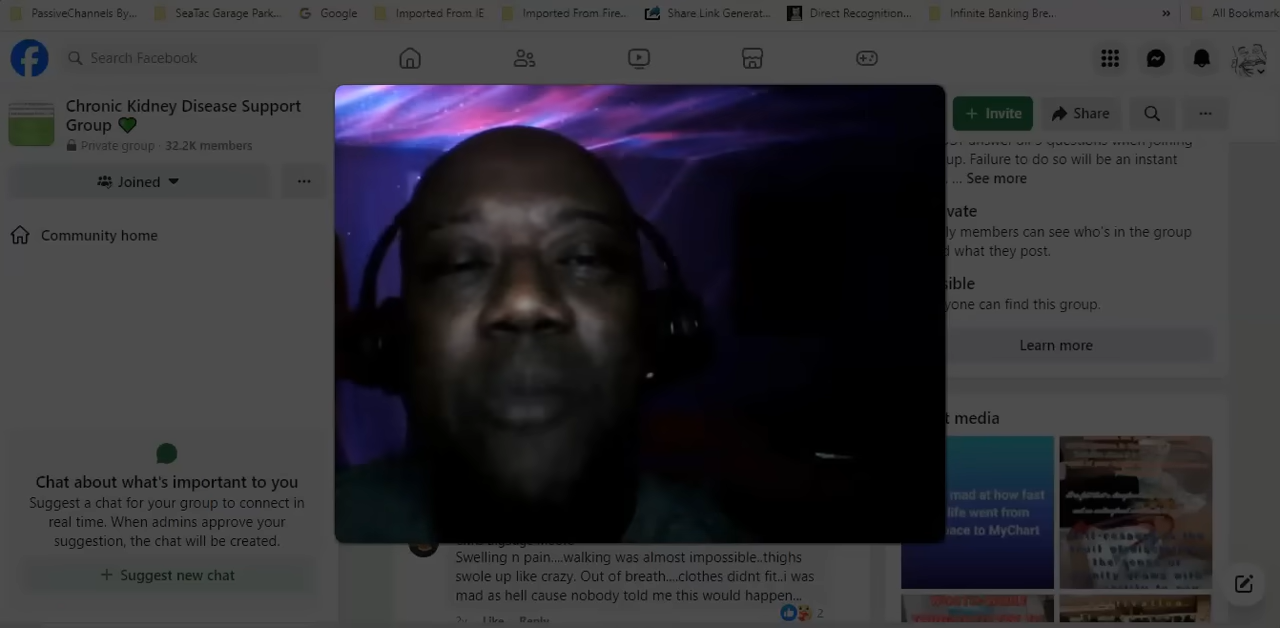 PassiveChannels By...
SeaTac Garage Park...
Google
Imported From IE
Imported From Fire...
Share Link Generat...
Direct Recognition...
Infinite Banking Bre...
»
All Bookmark
Search Facebook
Chronic Kidney Disease Support
Group
Private group · 32.2K members
Joined
Community home
Chat about what's important to you
Suggest a chat for your group to connect in
real time. When admins approve your
suggestion, the chat will be created.
+ Suggest new chat
+ Invite
Share
up. Failure to do so will be an instant
... See more
vate
ly members can see who's in the group
d what they post.
sible
yone can find this group.
Learn more
t media
mad at how fast
life went from
ace to MyChart
Swelling n pain....walking was almost impossible..thighs
swole up like crazy. Out of breath....clothes didnt fit..i was
mad as hell cause nobody told me this would happen...
2